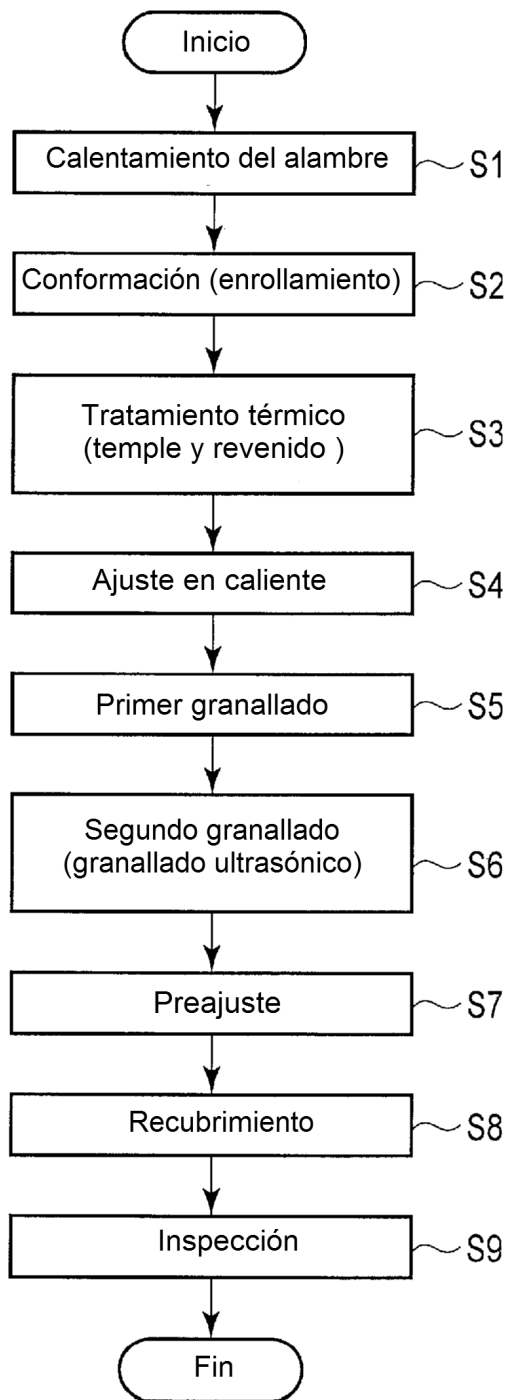 Inicio
Calentamiento del alambre S1
Conformación (enrollamiento) S2
Tratamiento térmico
(temple y revenido ) S3
Ajuste en caliente S4
Primer granallado S5
Segundo granallado
(granallado ultrasónico) S6
Preajuste S7
Recubrimiento S8
Inspección S9
Fin